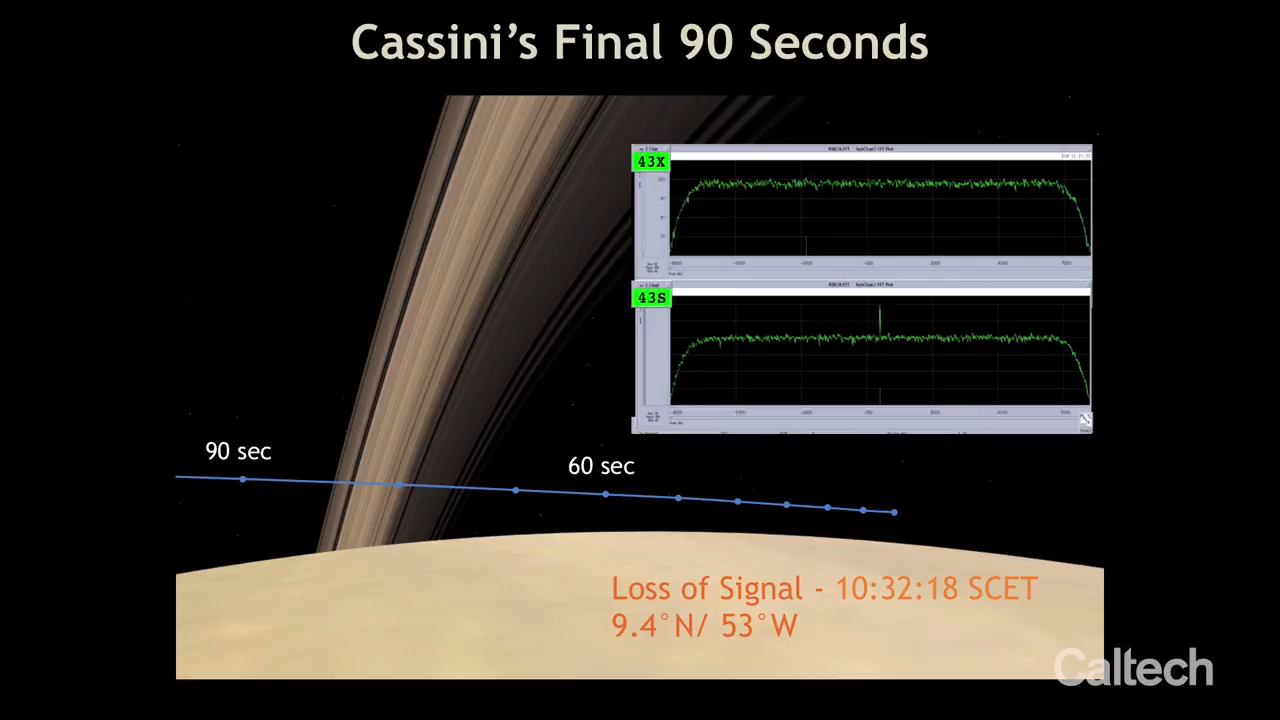 Cassini’s Final 90 Seconds
43X
43S
90 sec
60 sec
Loss of Signal - 10:32:18 SCET
9.4°N/ 53°W
Caltech